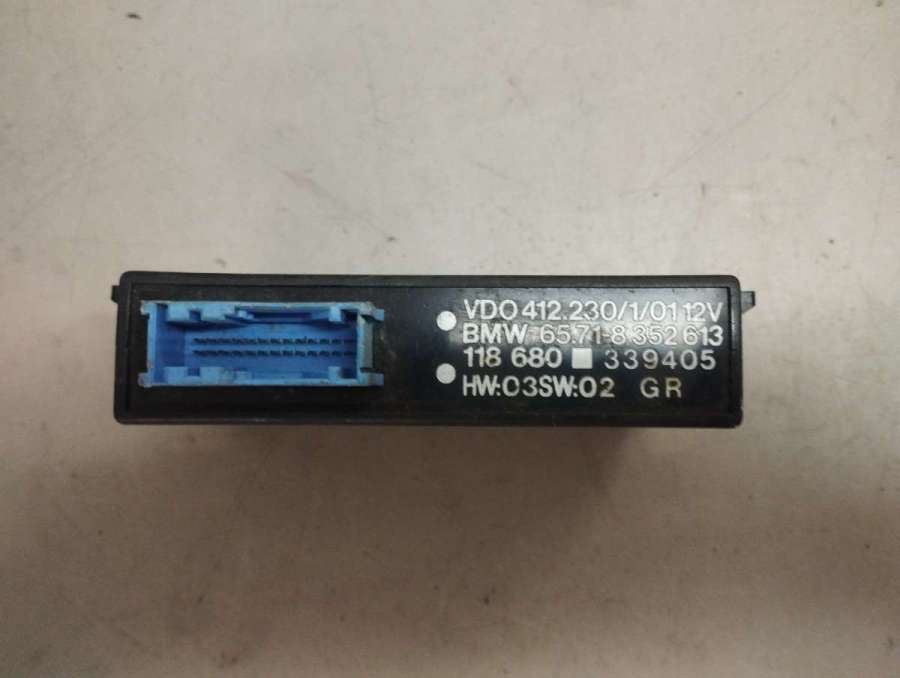 VDO 412.230/1/01 12V
BMW 65.71-8 352 613
118 680 339405
HW:03SW:02 GR